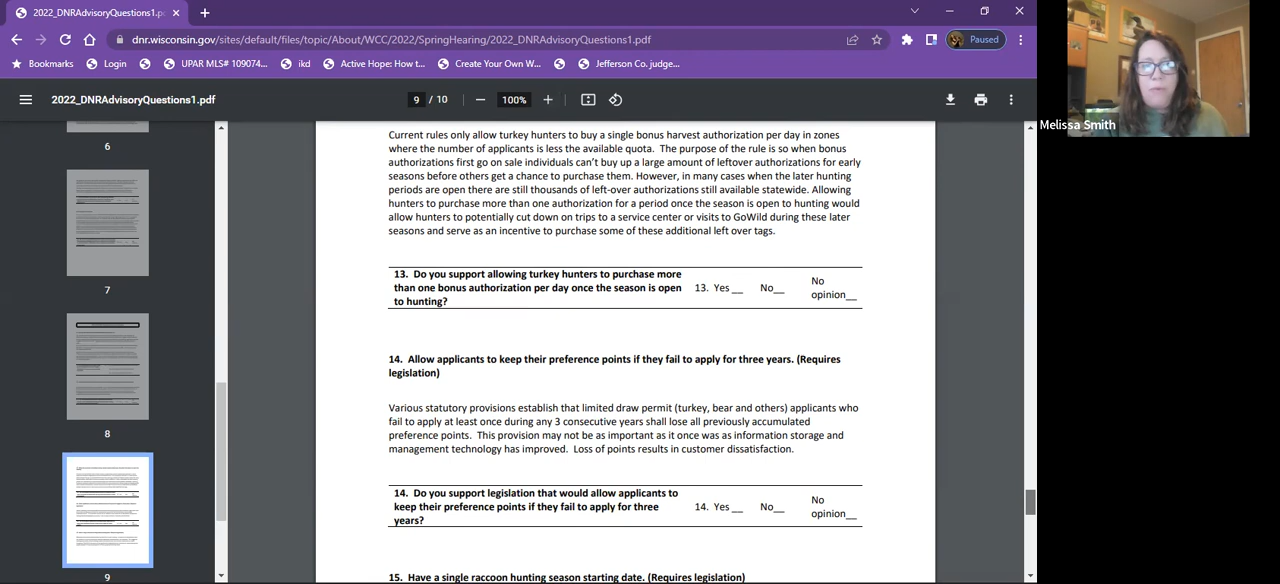 2022_DNRAdvisoryQuestions1.p
dnr.wisconsin.gov/sites/default/files/topic/About/WCC/2022/SpringHearing/2022_DNRAdvisoryQuestions1.pdf
Paused
Bookmarks
Login
UPAR MLS# 109074...
ikd
Active Hope: How t...
Create Your Own W...
Jefferson Co. judge...
2022_DNRAdvisoryQuestions1.pdf
9 / 10
100%
Melissa Smith
6
7
8
9
Current rules only allow turkey hunters to buy a single bonus harvest authorization per day in zones
where the number of applicants is less the available quota. The purpose of the rule is so when bonus
authorizations first go on sale individuals can't buy up a large amount of leftover authorizations for early
seasons before others get a chance to purchase them. However, in many cases when the later hunting
periods are open there are still thousands of left-over authorizations still available statewide. Allowing
hunters to purchase more than one authorization for a period once the season is open to hunting would
allow hunters to potentially cut down on trips to a service center or visits to GoWild during these later
seasons and serve as an incentive to purchase some of these additional left over tags.
13. Do you support allowing turkey hunters to purchase more
than one bonus authorization per day once the season is open
to hunting?
13. Yes __ No__ No
opinion__
14. Allow applicants to keep their preference points if they fail to apply for three years. (Requires
legislation)
Various statutory provisions establish that limited draw permit (turkey, bear and others) applicants who
fail to apply at least once during any 3 consecutive years shall lose all previously accumulated
preference points. This provision may not be as important as it once was as information storage and
management technology has improved. Loss of points results in customer dissatisfaction.
14. Do you support legislation that would allow applicants to
keep their preference points if they fail to apply for three
years?
14. Yes __ No__ No
opinion__
15. Have a single raccoon hunting season starting date. (Requires legislation)